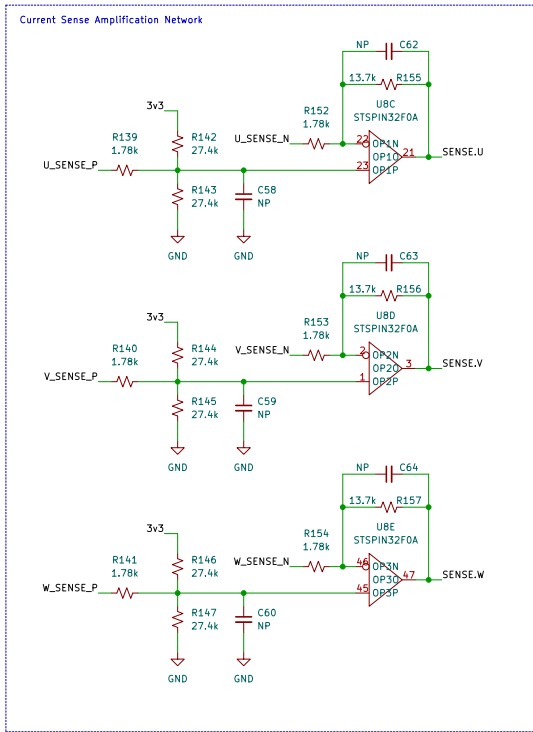 Current Sense Amplification Network
NP C62
13.7k R155
3v3
R139
1.78k
R142
27.4k
R152
1.78k
U8C
STSPIN32F0A
U_SENSE_N
22 OP1N
OP1O 21 SENSE.U
23 OP1P
U_SENSE_P
R143
27.4k
C58
NP
GND
GND
NP C63
13.7k R156
3v3
R140
1.78k
R144
27.4k
R153
1.78k
U8D
STSPIN32F0A
V_SENSE_N
2 OP2N
OP2O 3 SENSE.V
1 OP2P
V_SENSE_P
R145
27.4k
C59
NP
GND
GND
NP C64
13.7k R157
3v3
R141
1.78k
R146
27.4k
R154
1.78k
U8E
STSPIN32F0A
W_SENSE_N
46 OP3N
OP3O 47 SENSE.W
45 OP3P
W_SENSE_P
R147
27.4k
C60
NP
GND
GND